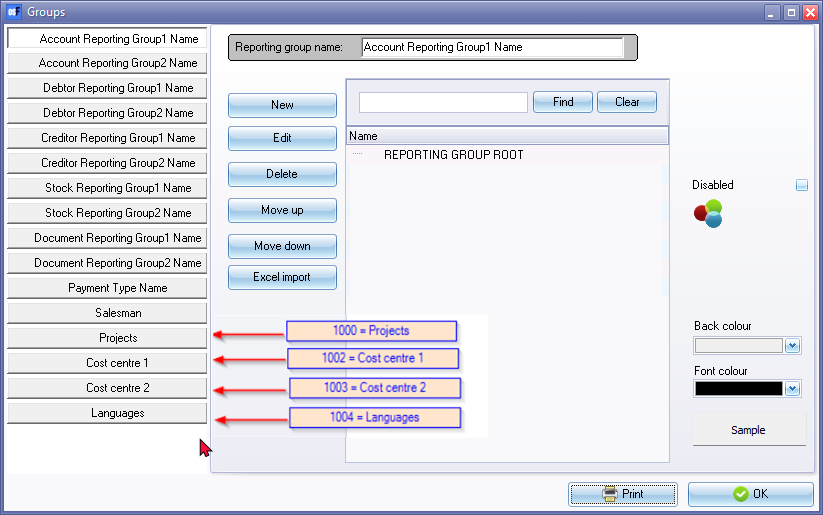 Groups
Account Reporting Group1 Name
Account Reporting Group2 Name
Debtor Reporting Group1 Name
Debtor Reporting Group2 Name
Creditor Reporting Group1 Name
Creditor Reporting Group2 Name
Stock Reporting Group1 Name
Stock Reporting Group2 Name
Document Reporting Group1 Name
Document Reporting Group2 Name
Payment Type Name
Salesman
Projects
Cost centre 1
Cost centre 2
Languages
Reporting group name: Account Reporting Group1 Name
New
Edit
Delete
Move up
Move down
Excel import
Find Clear
Name
REPORTING GROUP ROOT
1000 = Projects
1002 = Cost centre 1
1003 = Cost centre 2
1004 = Languages
Disabled
Back colour
Font colour
Sample
Print OK